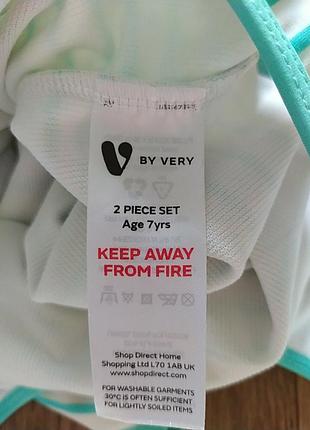 BY VERY
2 PIECE SET
Age 7yrs
KEEP AWAY
FROM FIRE
Shop Direct Home
Shopping Ltd L70 1AB UK
www.shopdirect.com
FOR WASHABLE GARMENTS
30°C IS OFTEN SUFFICIENT
FOR LIGHTLY SOILED ITEMS